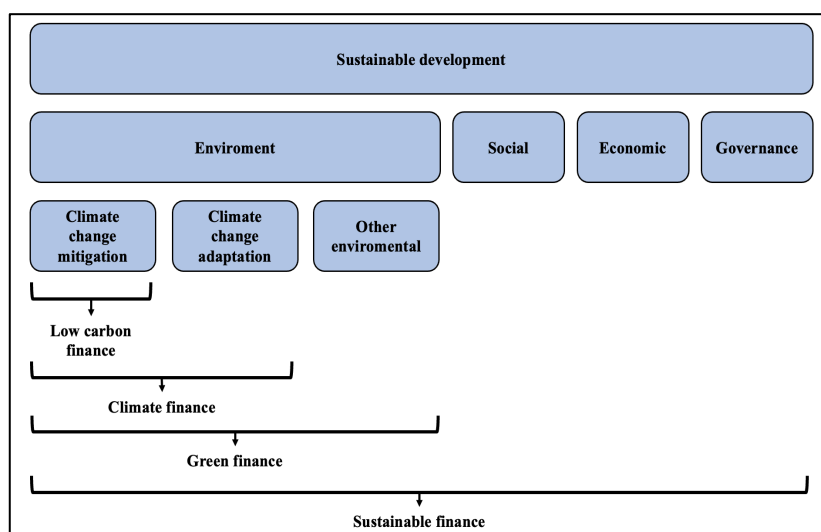 Sustainable development
Enviroment
Social
Economic
Governance
Climate
change
mitigation
Climate
change
adaptation
Other
enviromental
Low carbon
finance
Climate finance
Green finance
Sustainable finance